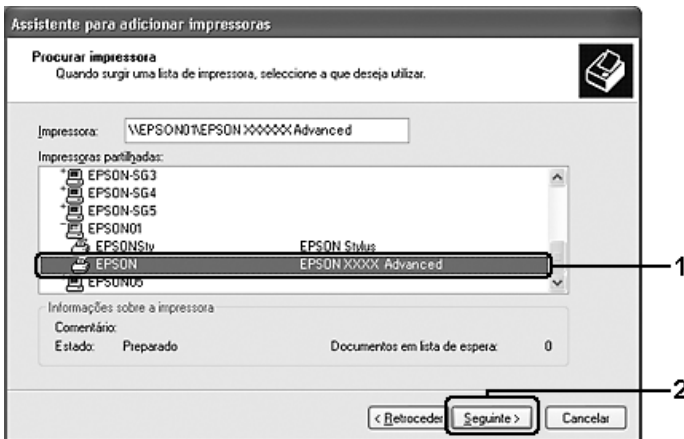 Assistente para adicionar impressoras
Procurar impressora
Quando surgir uma lista de impressora, seleccione a que deseja utilizar.
Impressora: \\EPSON01\EPSON XXXXXX Advanced
Impressoras partilhadas:
EPSON-SG3
EPSON-SG4
EPSON-SG5
EPSON01
EPSONSty EPSON Stylus
EPSON EPSON XXXX Advanced 1
EPSON05
Informações sobre a impressora
Comentário:
Estado: Preparado Documentos em lista de espera: 0
2
< Retroceder Seguinte > Cancelar